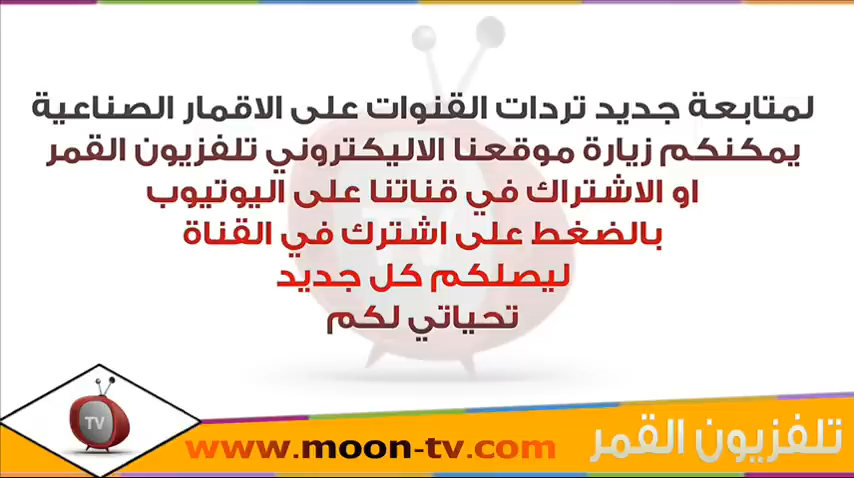 لمتابعة جديد تردات القنوات على الاقمار الصناعية
يمكنكم زيارة موقعنا الاليكتروني تلفزيون القمر
او الاشتراك في قناتنا على اليوتيوب
بالضغط على اشترك في القناة
ليصلكم كل جديد
تحياتي لكم
TV
www.moon-tv.com
تلفزيون القمر